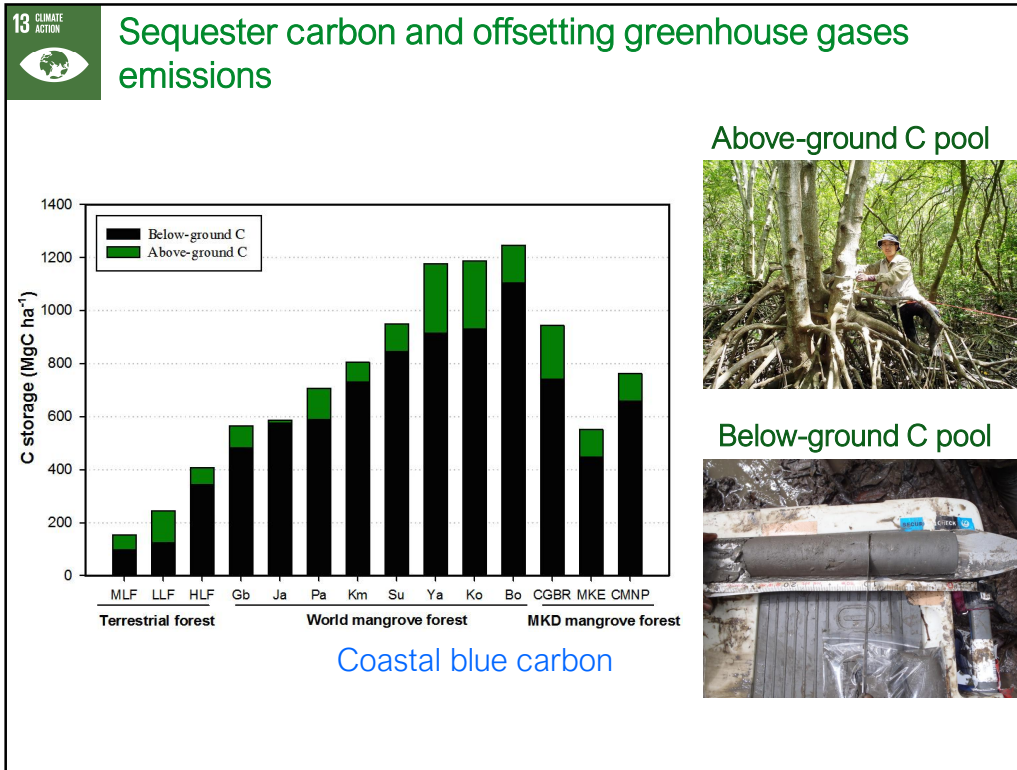 13 CLIMATE
ACTION
Sequester carbon and offsetting greenhouse gases
emissions
Above-ground C pool
Below-ground C
Above-ground C
C storage (MgC ha⁻¹)
1400
1200
1000
800
600
400
200
0
MLF LLF HLF Gb Ja Pa Km Su Ya Ko Bo CGBR MKE CMNP
Terrestrial forest World mangrove forest MKD mangrove forest
Coastal blue carbon
Below-ground C pool
CHECK